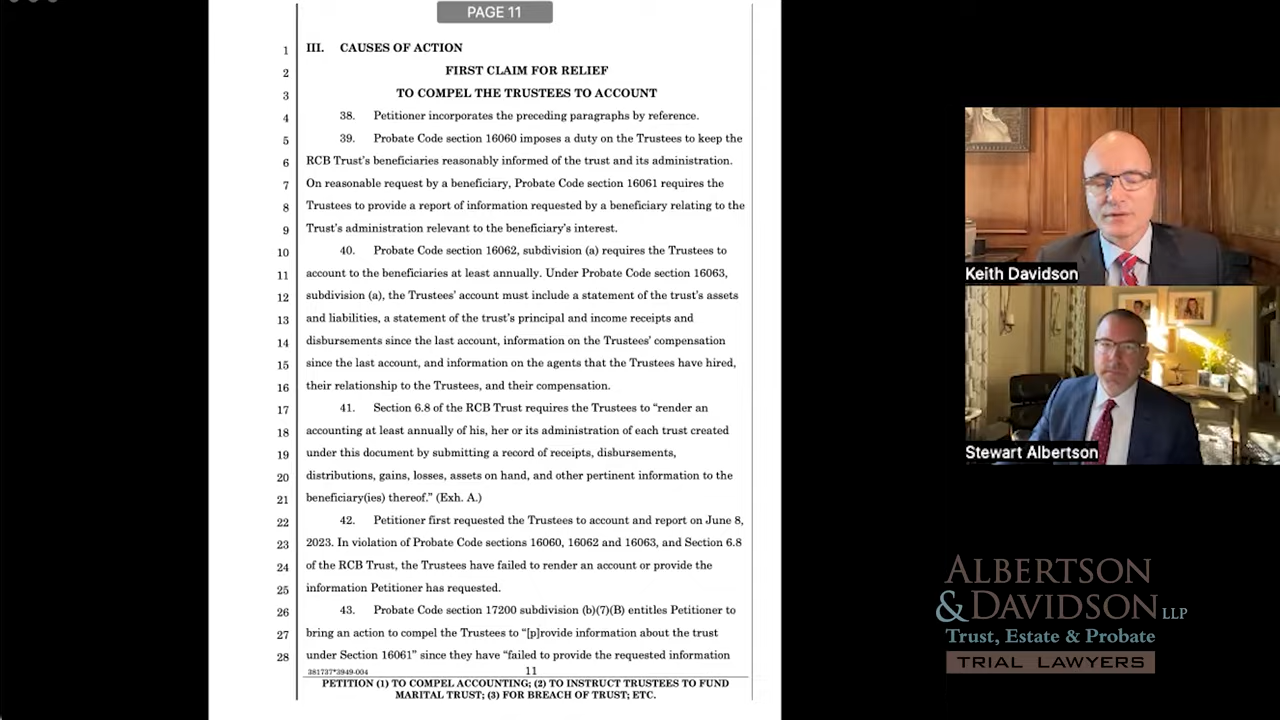 PAGE 11
1 III. CAUSES OF ACTION
2 FIRST CLAIM FOR RELIEF
3 TO COMPEL THE TRUSTEES TO ACCOUNT
4 38. Petitioner incorporates the preceding paragraphs by reference.
5 39. Probate Code section 16060 imposes a duty on the Trustees to keep the
6 RCB Trust's beneficiaries reasonably informed of the trust and its administration.
7 On reasonable request by a beneficiary, Probate Code section 16061 requires the
8 Trustees to provide a report of information requested by a beneficiary relating to the
9 Trust's administration relevant to the beneficiary's interest.
10 40. Probate Code section 16062, subdivision (a) requires the Trustees to
11 account to the beneficiaries at least annually. Under Probate Code section 16063,
12 subdivision (a), the Trustees' account must include a statement of the trust's assets
13 and liabilities, a statement of the trust's principal and income receipts and
14 disbursements since the last account, information on the Trustees' compensation
15 since the last account, and information on the agents that the Trustees have hired,
16 their relationship to the Trustees, and their compensation.
17 41. Section 6.8 of the RCB Trust requires the Trustees to “render an
18 accounting at least annually of his, her or its administration of each trust created
19 under this document by submitting a record of receipts, disbursements,
20 distributions, gains, losses, assets on hand, and other pertinent information to the
21 beneficiary(ies) thereof.” (Exh. A.)
22 42. Petitioner first requested the Trustees to account and report on June 8,
23 2023. In violation of Probate Code sections 16060, 16062 and 16063, and Section 6.8
24 of the RCB Trust, the Trustees have failed to render an account or provide the
25 information Petitioner has requested.
26 43. Probate Code section 17200 subdivision (b)(7)(B) entitles Petitioner to
27 bring an action to compel the Trustees to “[p]rovide information about the trust
28 under Section 16061” since they have “failed to provide the requested information
381737*3949-004
11
PETITION (1) TO COMPEL ACCOUNTING; (2) TO INSTRUCT TRUSTEES TO FUND
MARITAL TRUST; (3) FOR BREACH OF TRUST; ETC.
Keith Davidson
Stewart Albertson
ALBERTSON
& DAVIDSON LLP
Trust, Estate & Probate
TRIAL LAWYERS